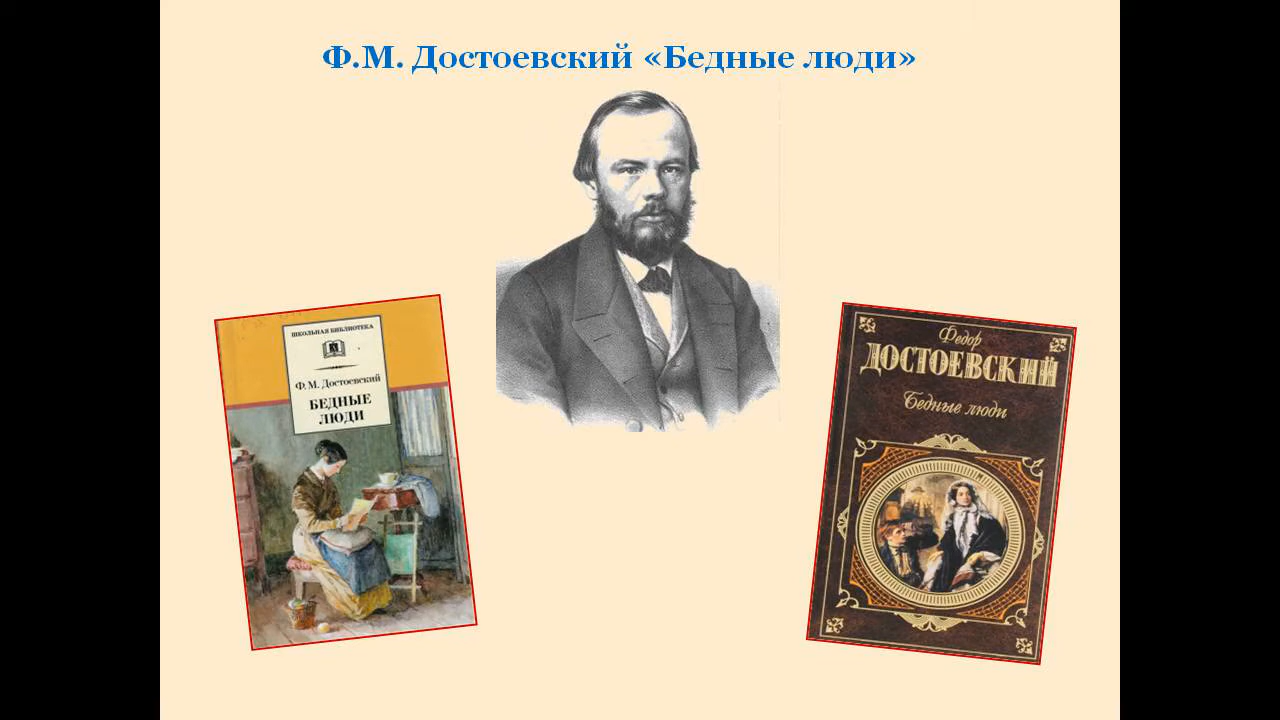 Ф.М. Достоевский «Бедные люди»
ШКОЛЬНАЯ БИБЛИОТЕКА
Ф. М. Достоевский
БЕДНЫЕ
ЛЮДИ
Федор
ДОСТОЕВСКИЙ
Бедные люди